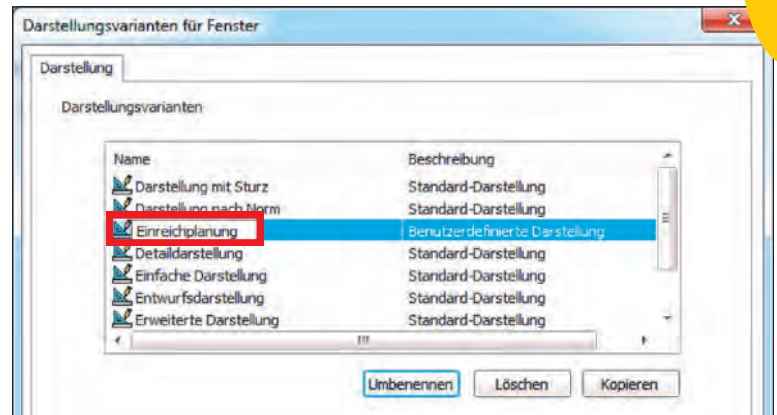 Darstellungsvarianten für Fenster
Darstellung
Darstellungsvarianten
Name Beschreibung
Darstellung mit Sturz Standard-Darstellung
Darstellung nach Norm Standard-Darstellung
Einreichplanung Benutzerdefinierte Darstellung
Detaildarstellung Standard-Darstellung
Einfache Darstellung Standard-Darstellung
Entwurfsdarstellung Standard-Darstellung
Erweiterte Darstellung Standard-Darstellung
Umbenennen Löschen Kopieren